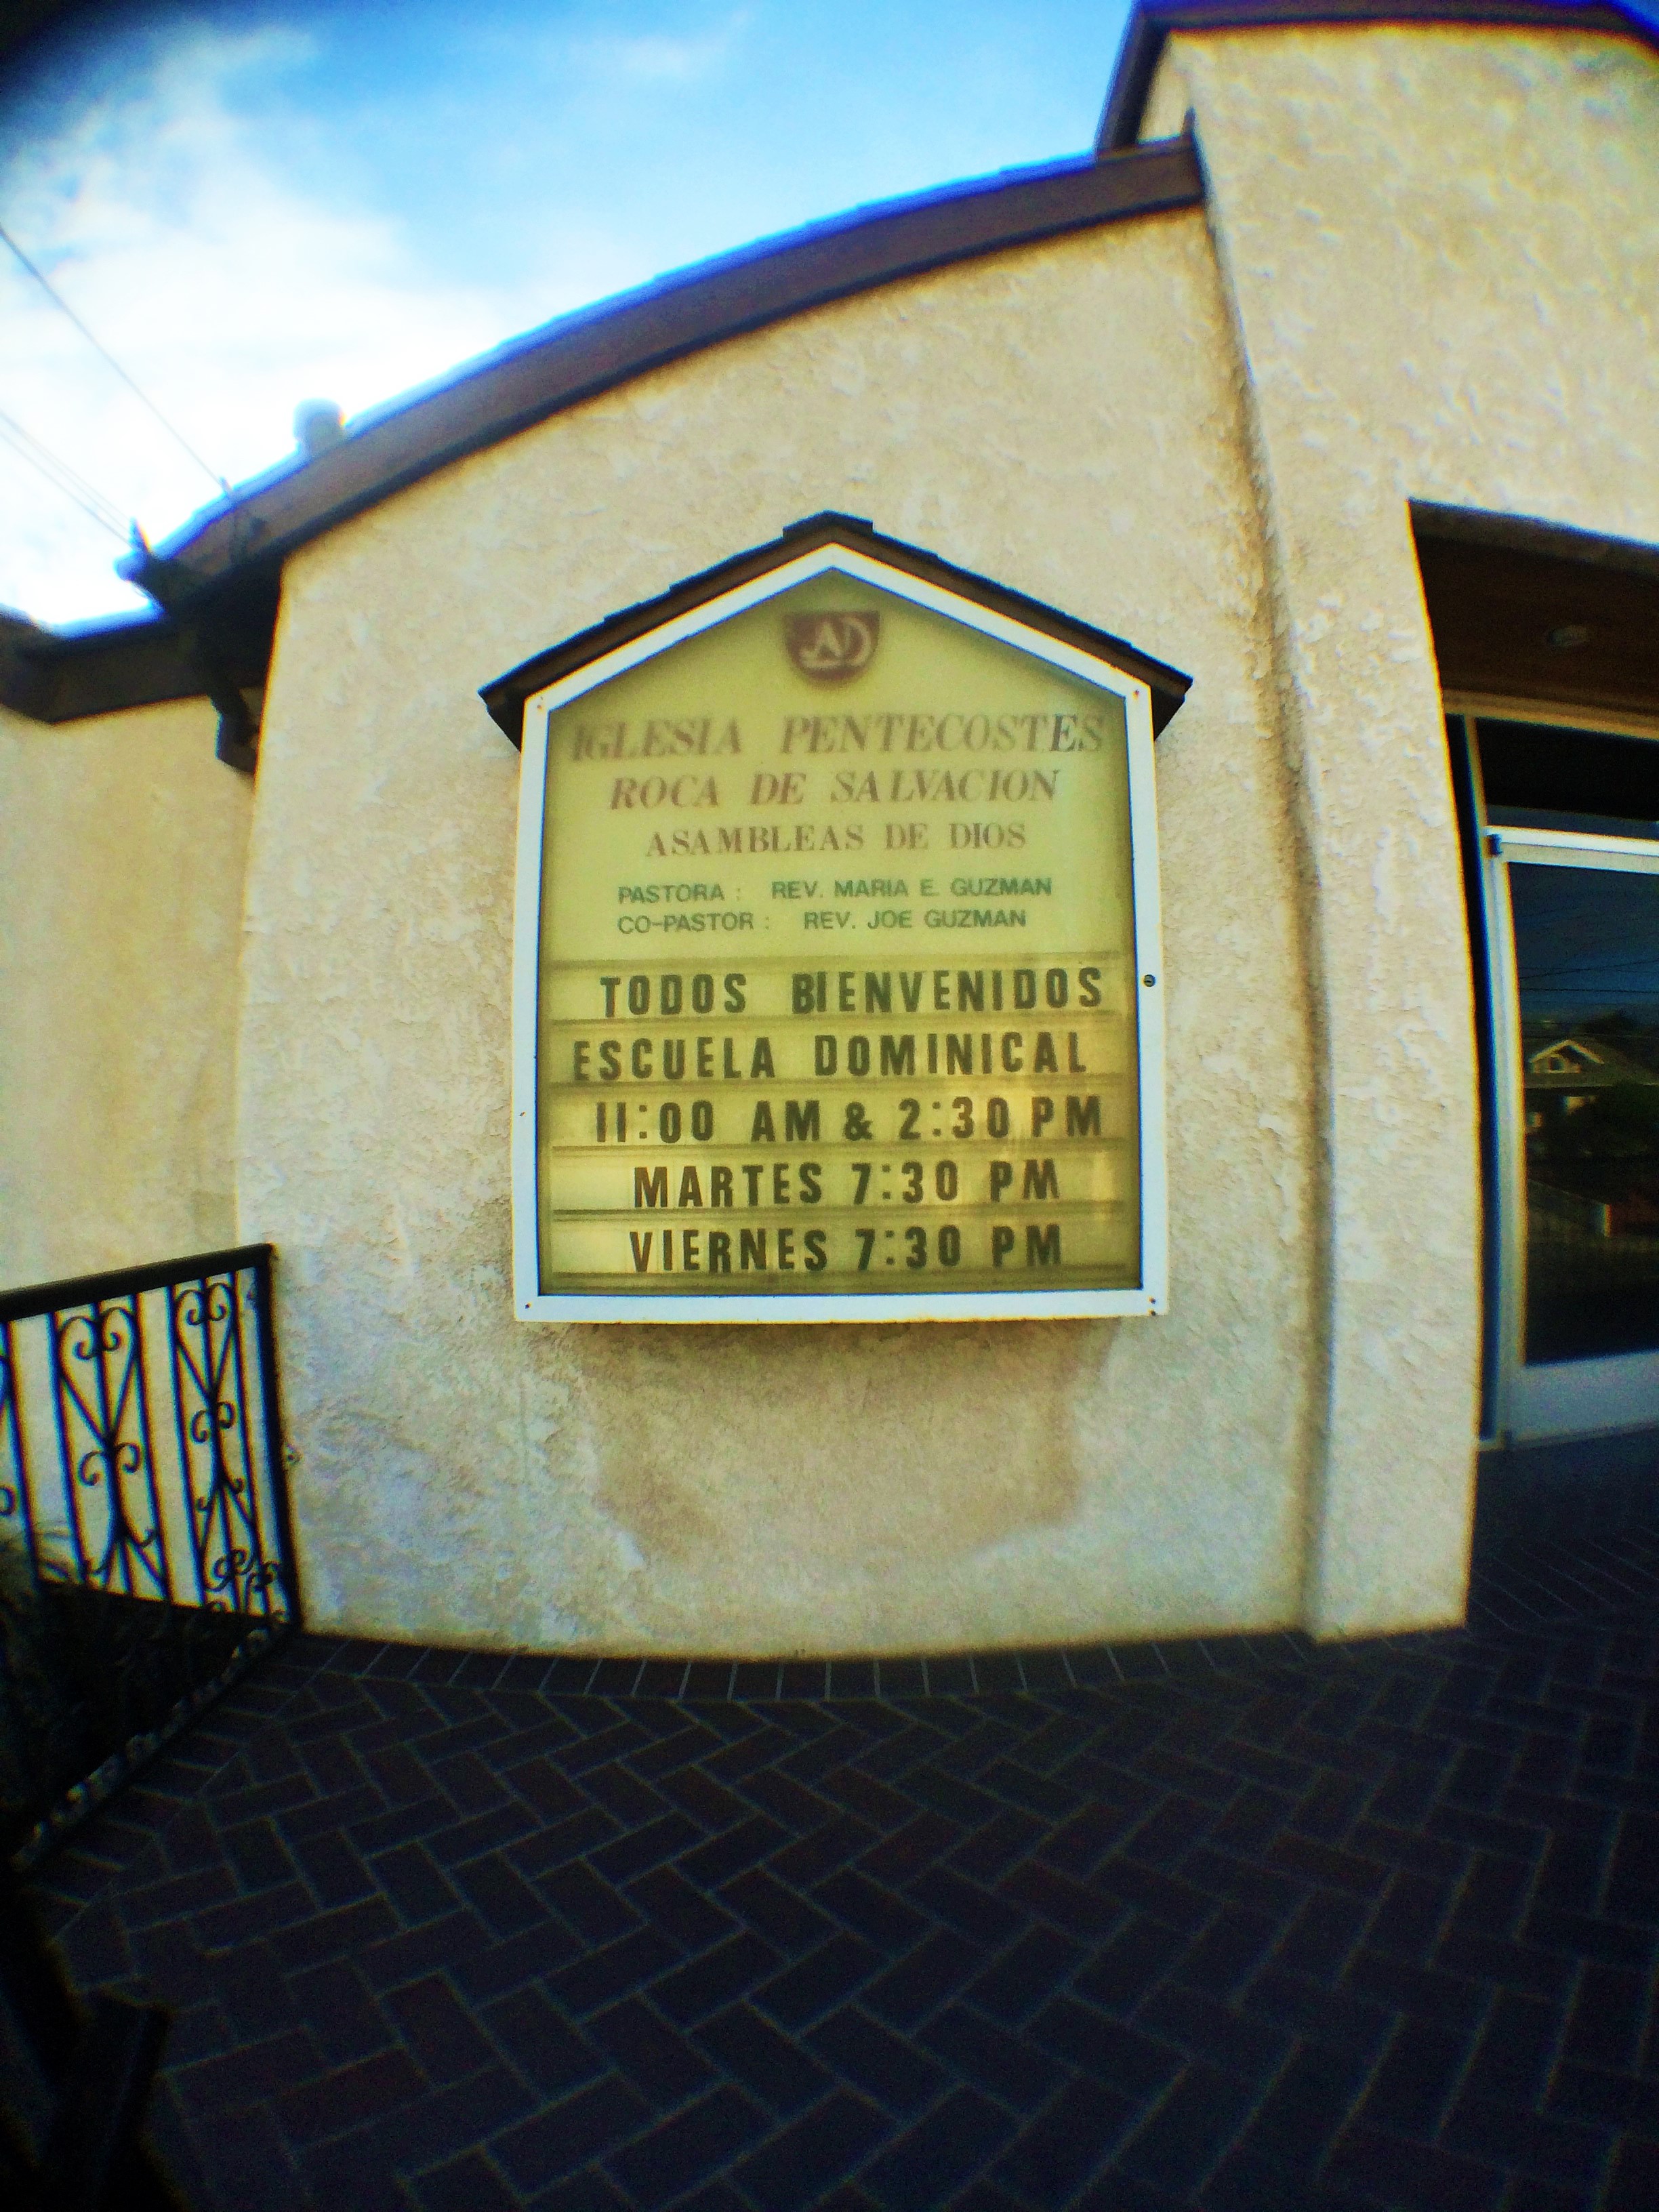 AD
IGLESIA PENTECOSTES
ROCA DE SALVACION
ASAMBLEAS DE DIOS
PASTORA : REV. MARIA E. GUZMAN
CO-PASTOR : REV. JOE GUZMAN
TODOS BIENVENIDOS
ESCUELA DOMINICAL
11:00 AM & 2:30 PM
MARTES 7:30 PM
VIERNES 7:30 PM